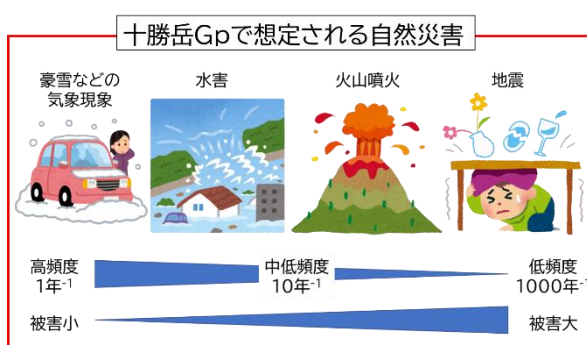 十勝岳Gpで想定される自然災害
豪雪などの
気象現象
水害
火山噴火
地震
高頻度
1年⁻¹
中低頻度
10年⁻¹
低頻度
1000年⁻¹
被害小
被害大